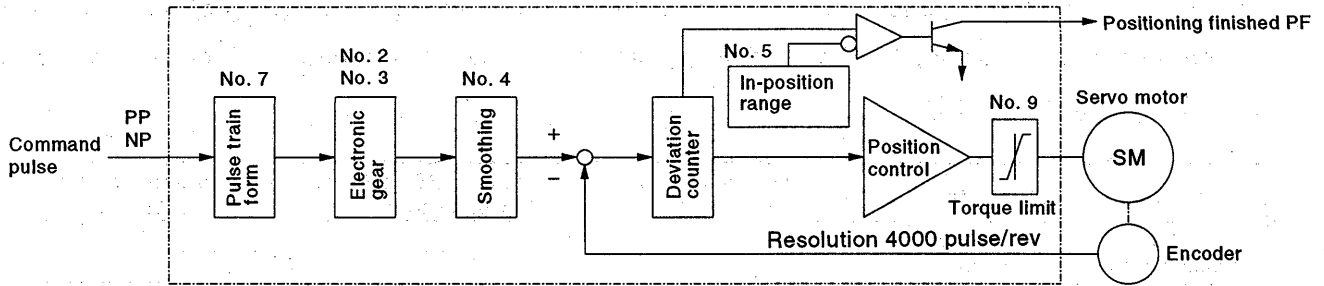 Positioning finished PF
No. 5
In-position
range
No. 2
No. 3
No. 7
No. 4
No. 9
Servo motor
PP
NP
Command
pulse
Pulse train
form
Electronic
gear
Smoothing
+
−
Deviation
counter
Position
control
SM
Torque limit
Resolution 4000 pulse/rev
Encoder